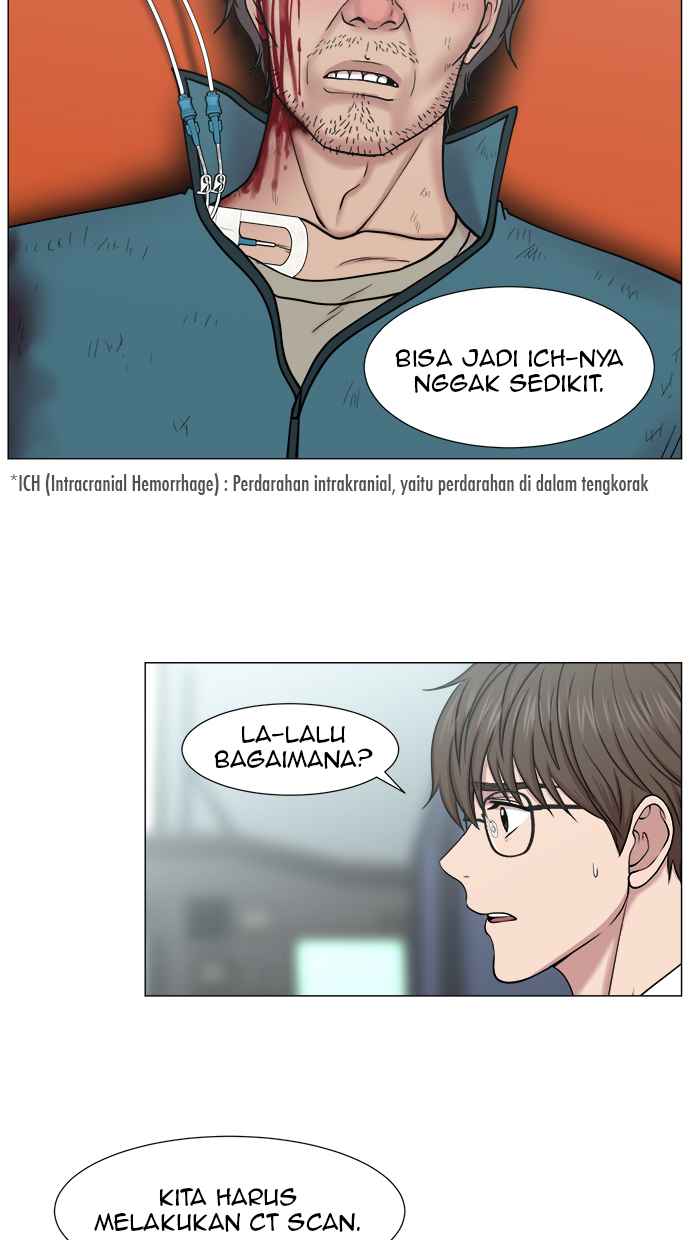 BISA JADI ICH-NYA
NGGAK SEDIKIT.
*ICH (Intracranial Hemorrhage) : Perdarahan intrakranial, yaitu perdarahan di dalam tengkorak
LA-LALU
BAGAIMANA?
KITA HARUS
MELAKUKAN CT SCAN.